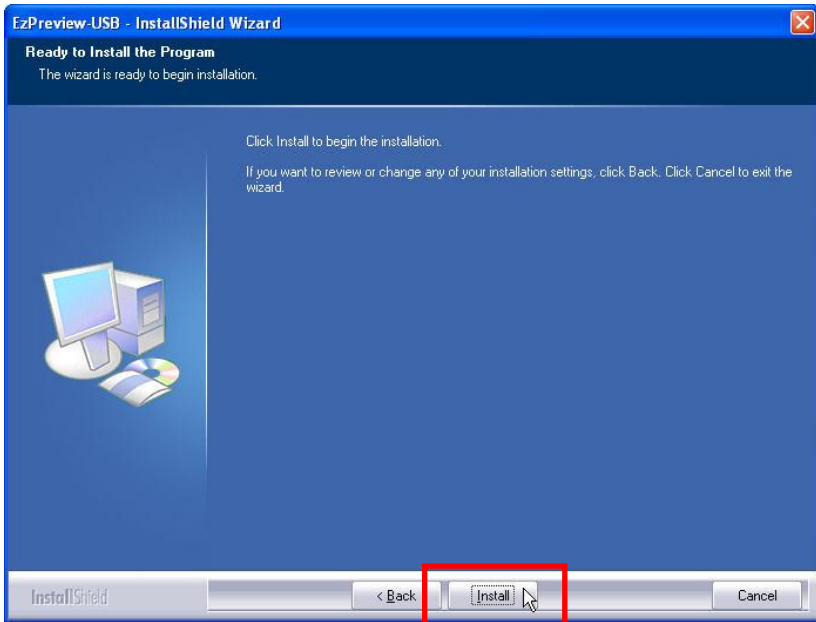 EzPreview-USB - InstallShield Wizard
Ready to Install the Program
The wizard is ready to begin installation.
Click Install to begin the installation.
If you want to review or change any of your installation settings, click Back. Click Cancel to exit the
wizard.
InstallShield
< Back
Install
Cancel